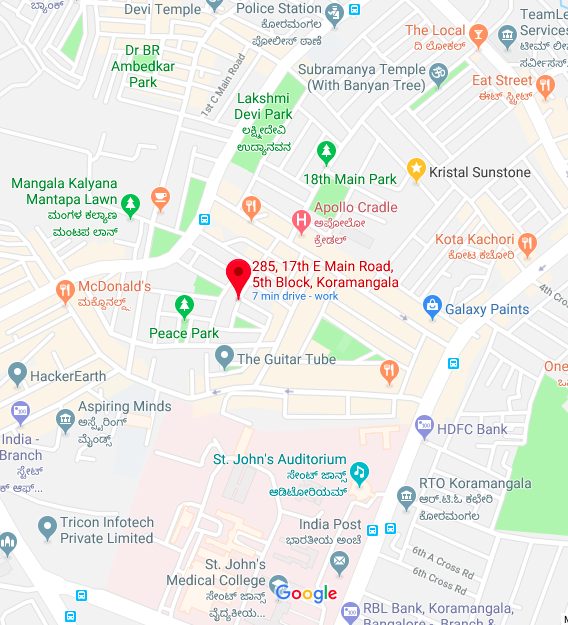 ಬ್ಯಾಂಕ್
Devi Temple
Police Station
ಕೋರಮಂಗಲ
ಪೋಲೀಸ್ ಠಾಣೆ
Dr BR
Ambedkar
Park
1st C Main Road
The Local
ದಿ ಲೋಕಲ್
TeamLe
Services
ಟೀಮ್ ಲೀ
ಸರ್ವೀಸಸ್.
Subramanya Temple
(With Banyan Tree)
Eat Street
ಈಟ್ ಸ್ಟ್ರೀಟ್
Lakshmi
Devi Park
ಲಕ್ಷ್ಮೀದೇವಿ
ಉದ್ಯಾನವನ
18th Main Park
Kristal Sunstone
Mangala Kalyana
Mantapa Lawn
ಮಂಗಳ ಕಲ್ಯಾಣ
ಮಂಟಪ ಲಾನ್
Apollo Cradle
ಅಪೋಲೋ
ಕ್ರೇಡಲ್
Kota Kachori
ಕೋಟ ಕಚೋರಿ
285, 17th E Main Road,
5th Block, Koramangala
7 min drive - work
4th Cross
McDonald's
ಮಕ್ಡೊನಲ್ಡ್ಸ್
Peace Park
Galaxy Paints
The Guitar Tube
HackerEarth
One
Aspiring Minds
ಅಸ್ಪೈರಿಂಗ್
ಮೈಂಡ್ಸ್
India -
Branch
ಸ್ಟೇಟ್
ಕ್ ಆಫ್...
HDFC Bank
St. John's Auditorium
ಸೇಂಟ್ ಜಾನ್ಸ್
ಆಡಿಟೋರಿಯಮ್
RTO Koramangala
ಆರ್.ಟಿ.ಓ ಕಛೇರಿ
ಕೋರಮಂಗಲ
Tricon Infotech
Private Limited
India Post
ಭಾರತೀಯ ಅಂಚೆ
6th A Cross Rd
6th Cross Rd
St. John's
Medical College
ಸೇಂಟ್ ಜಾನ್ಸ್
ವೈದ್ಯಕೀಯ...
Google
RBL Bank, Koramangala,
Bangalore - Branch &